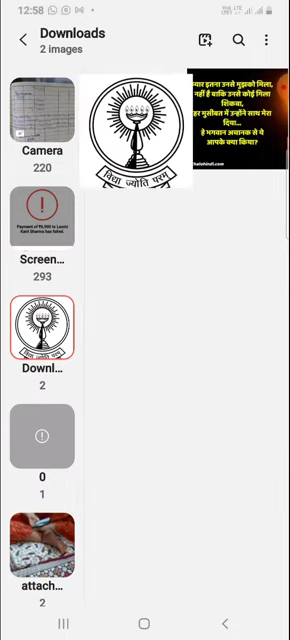 12:58
Downloads
2 images
Camera
220
Payment of ₹6,900 to Laxmi
Kant Sharma has failed.
Screen...
293
Downl...
2
0
1
attach...
2
विद्या ज्योति परम
प्यार इतना उनसे मुझको मिला,
नहीं है बाकि उनसे कोई मिला
शिकवा,
हर मुसीबत में उन्होंने साथ मेरा
दिया...
हे भगवान अचानक से ये
आपके क्या किया?